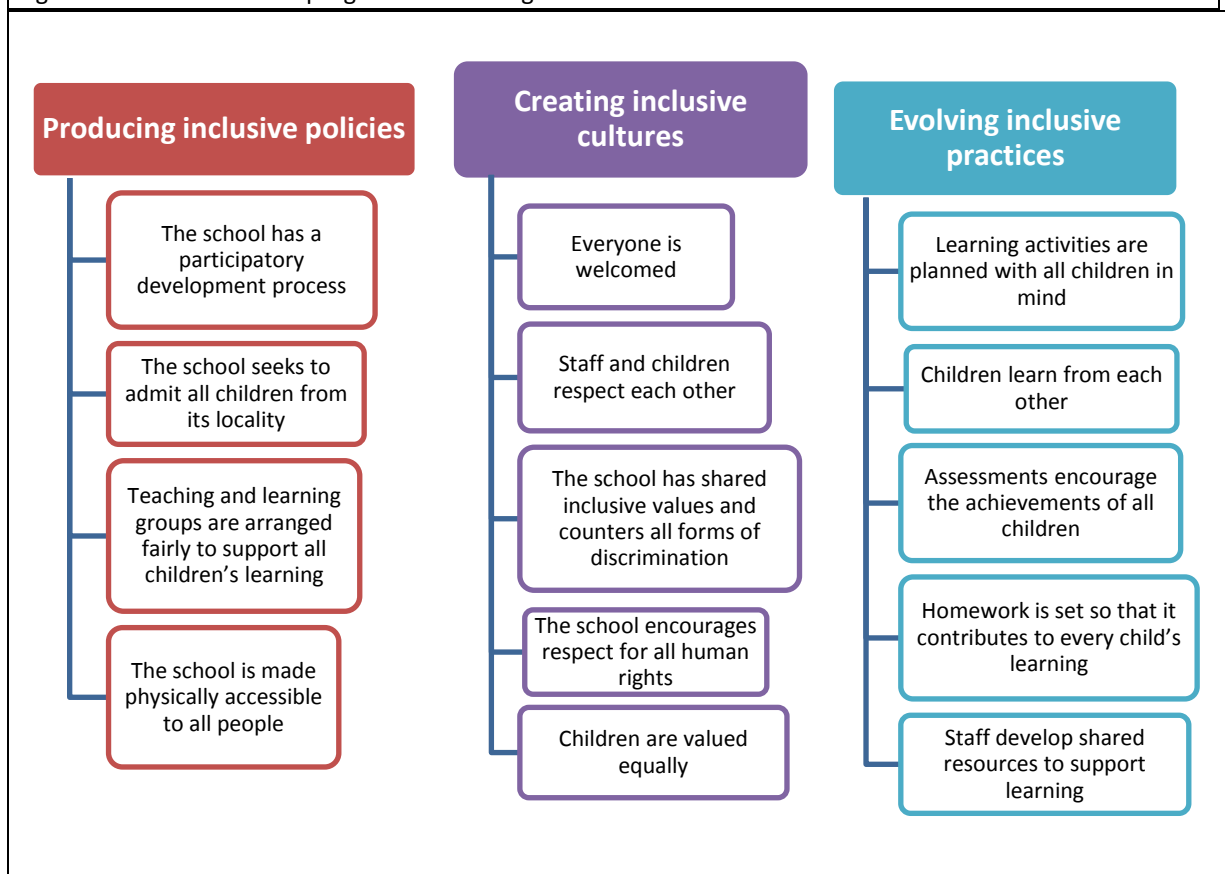 Producing inclusive policies
The school has a
participatory
development process
The school seeks to
admit all children from
its locality
Teaching and learning
groups are arranged
fairly to support all
children’s learning
The school is made
physically accessible
to all people
Creating inclusive
cultures
Everyone is
welcomed
Staff and children
respect each other
The school has shared
inclusive values and
counters all forms of
discrimination
The school encourages
respect for all human
rights
Children are valued
equally
Evolving inclusive
practices
Learning activities are
planned with all children in
mind
Children learn from each
other
Assessments encourage
the achievements of all
children
Homework is set so that it
contributes to every child’s
learning
Staff develop shared
resources to support
learning